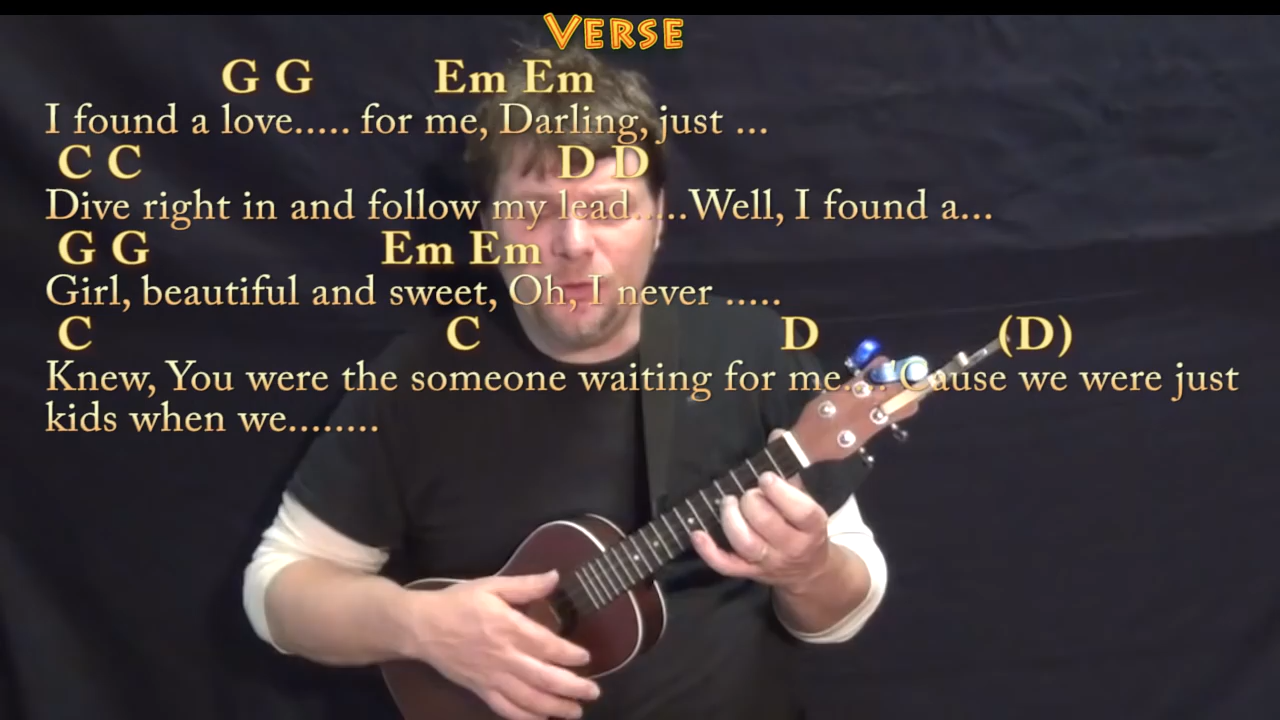 VERSE
G G Em Em
I found a love..... for me, Darling, just ...
C C D D
Dive right in and follow my lead.....Well, I found a...
G G Em Em
Girl, beautiful and sweet, Oh, I never .....
C C D (D)
Knew, You were the someone waiting for me.... Cause we were just
kids when we........